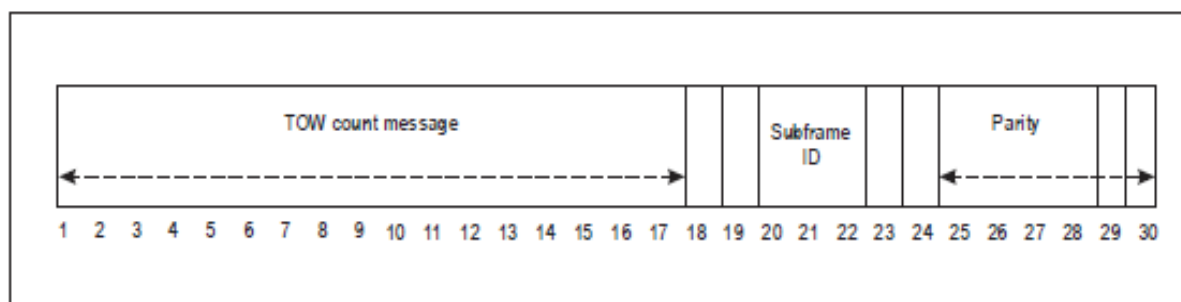 TOW count message
Subframe
ID
Parity
1 2 3 4 5 6 7 8 9 10 11 12 13 14 15 16 17 18 19 20 21 22 23 24 25 26 27 28 29 30